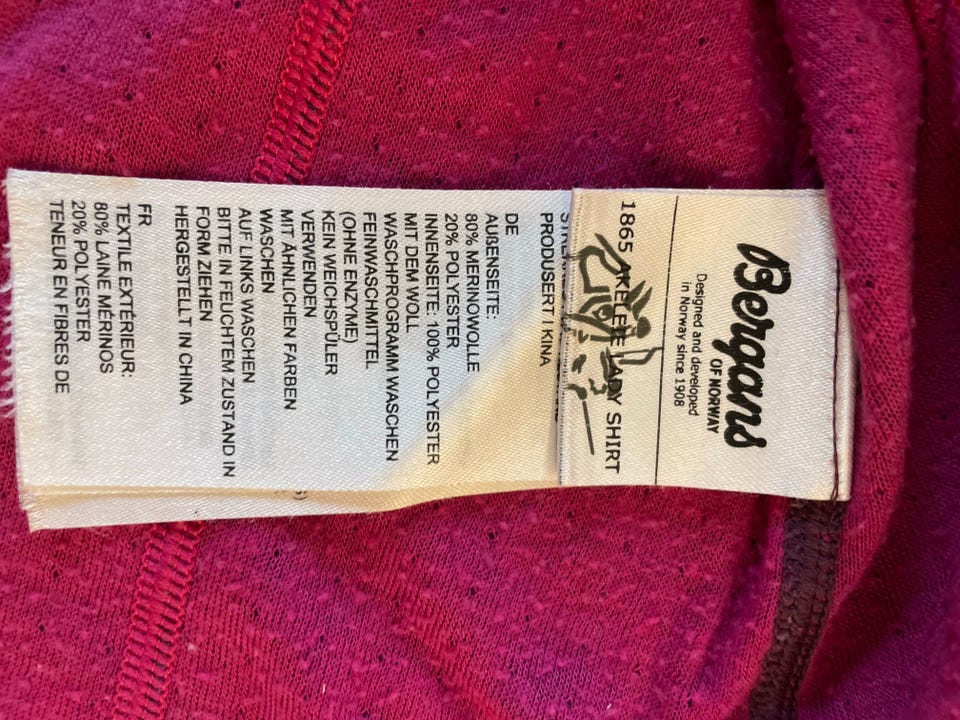 Bergans
OF NORWAY
Designed and developed
in Norway since 1908
1865 AKELEIE LADY SHIRT
PRODUSERT I KINA
DE
AUßENSEITE:
80% MERINOWOLLE
20% POLYESTER
INNENSEITE: 100% POLYESTER
MIT DEM WOLL
WASCHPROGRAMM WASCHEN
FEINWASCHMITTEL
(OHNE ENZYME)
KEIN WEICHSPÜLER
VERWENDEN
MIT ÄHNLICHEN FARBEN
WASCHEN
AUF LINKS WASCHEN
BITTE IN FEUCHTEM ZUSTAND IN
FORM ZIEHEN
HERGESTELLT IN CHINA
FR
TEXTILE EXTÉRIEUR:
80% LAINE MÉRINOS
20% POLYESTER
TENEUR EN FIBRES DE